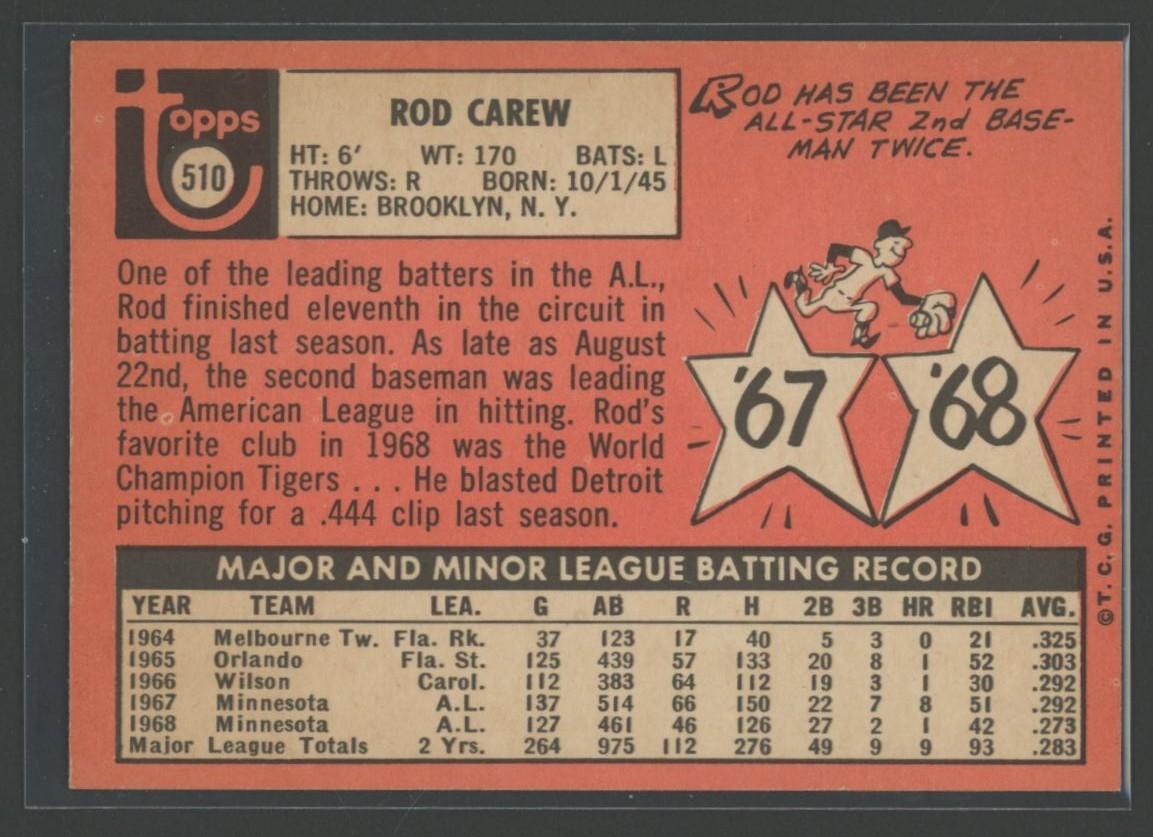 Topps
510
ROD CAREW
HT: 6' WT: 170 BATS: L
THROWS: R BORN: 10/1/45
HOME: BROOKLYN, N. Y.
ROD HAS BEEN THE
ALL-STAR 2nd BASE-
MAN TWICE.
One of the leading batters in the A.L.,
Rod finished eleventh in the circuit in
batting last season. As late as August
22nd, the second baseman was leading
the American League in hitting. Rod's
favorite club in 1968 was the World
Champion Tigers . . . He blasted Detroit
pitching for a .444 clip last season.
'67
'68
MAJOR AND MINOR LEAGUE BATTING RECORD
YEAR TEAM LEA. G AB R H 2B 3B HR RBI AVG.
1964 Melbourne Tw. Fla. Rk. 37 123 17 40 5 3 0 21 .325
1965 Orlando Fla. St. 125 439 57 133 20 8 1 52 .303
1966 Wilson Carol. 112 383 64 112 19 3 1 30 .292
1967 Minnesota A.L. 137 514 66 150 22 7 8 51 .292
1968 Minnesota A.L. 127 461 46 126 27 2 1 42 .273
Major League Totals 2 Yrs. 264 975 112 276 49 9 9 93 .283
©T. C. G. PRINTED IN U.S.A.